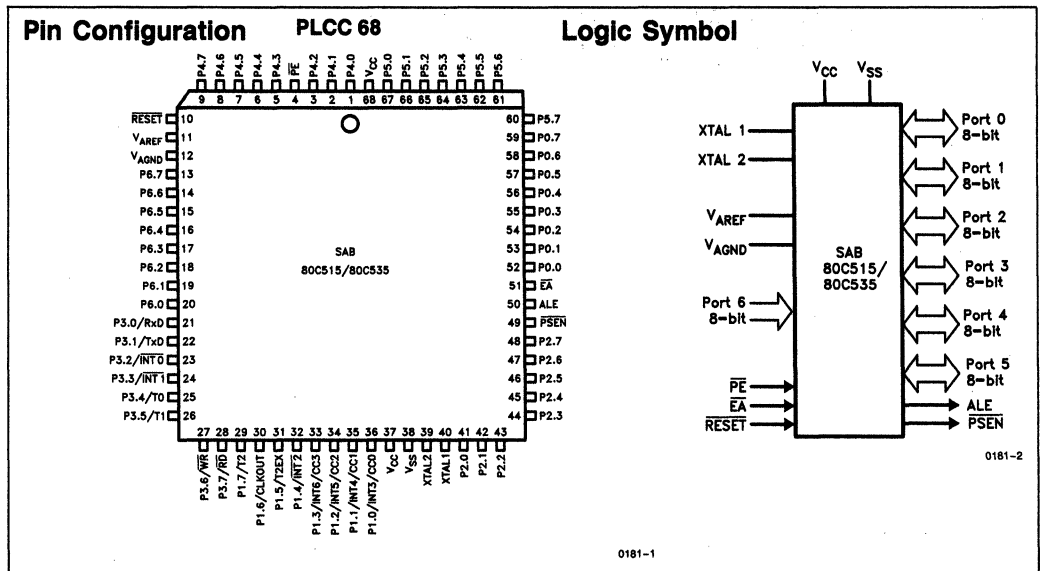 Pin Configuration
PLCC 68
Logic Symbol
P4.7
P4.6
P4.5
P4.4
P4.3
PE
P4.2
P4.1
P4.0
VCC
P5.0
P5.1
P5.2
P5.3
P5.4
P5.5
P5.6
9 8 7 6 5 4 3 2 1 68 67 66 65 64 63 62 61
RESET 10
VAREF 11
VAGND 12
P6.7 13
P6.6 14
P6.5 15
P6.4 16
P6.3 17
P6.2 18
P6.1 19
P6.0 20
P3.0/RxD 21
P3.1/TxD 22
P3.2/INT0 23
P3.3/INT1 24
P3.4/T0 25
P3.5/T1 26
SAB
80C515/80C535
60 P5.7
59 P0.7
58 P0.6
57 P0.5
56 P0.4
55 P0.3
54 P0.2
53 P0.1
52 P0.0
51 EA
50 ALE
49 PSEN
48 P2.7
47 P2.6
46 P2.5
45 P2.4
44 P2.3
27 28 29 30 31 32 33 34 35 36 37 38 39 40 41 42 43
P3.6/WR
P3.7/RD
P1.7/T2
P1.6/CLKOUT
P1.5/T2EX
P1.4/INT2
P1.3/INT6/CC3
P1.2/INT5/CC2
P1.1/INT4/CC1
P1.0/INT3/CC0
VCC
VSS
XTAL2
XTAL1
P2.0
P2.1
P2.2
0181-1
VCC
VSS
XTAL 1
XTAL 2
VAREF
VAGND
Port 6
8-bit
PE
EA
RESET
SAB
80C515/
80C535
Port 0
8-bit
Port 1
8-bit
Port 2
8-bit
Port 3
8-bit
Port 4
8-bit
Port 5
8-bit
ALE
PSEN
0181-2